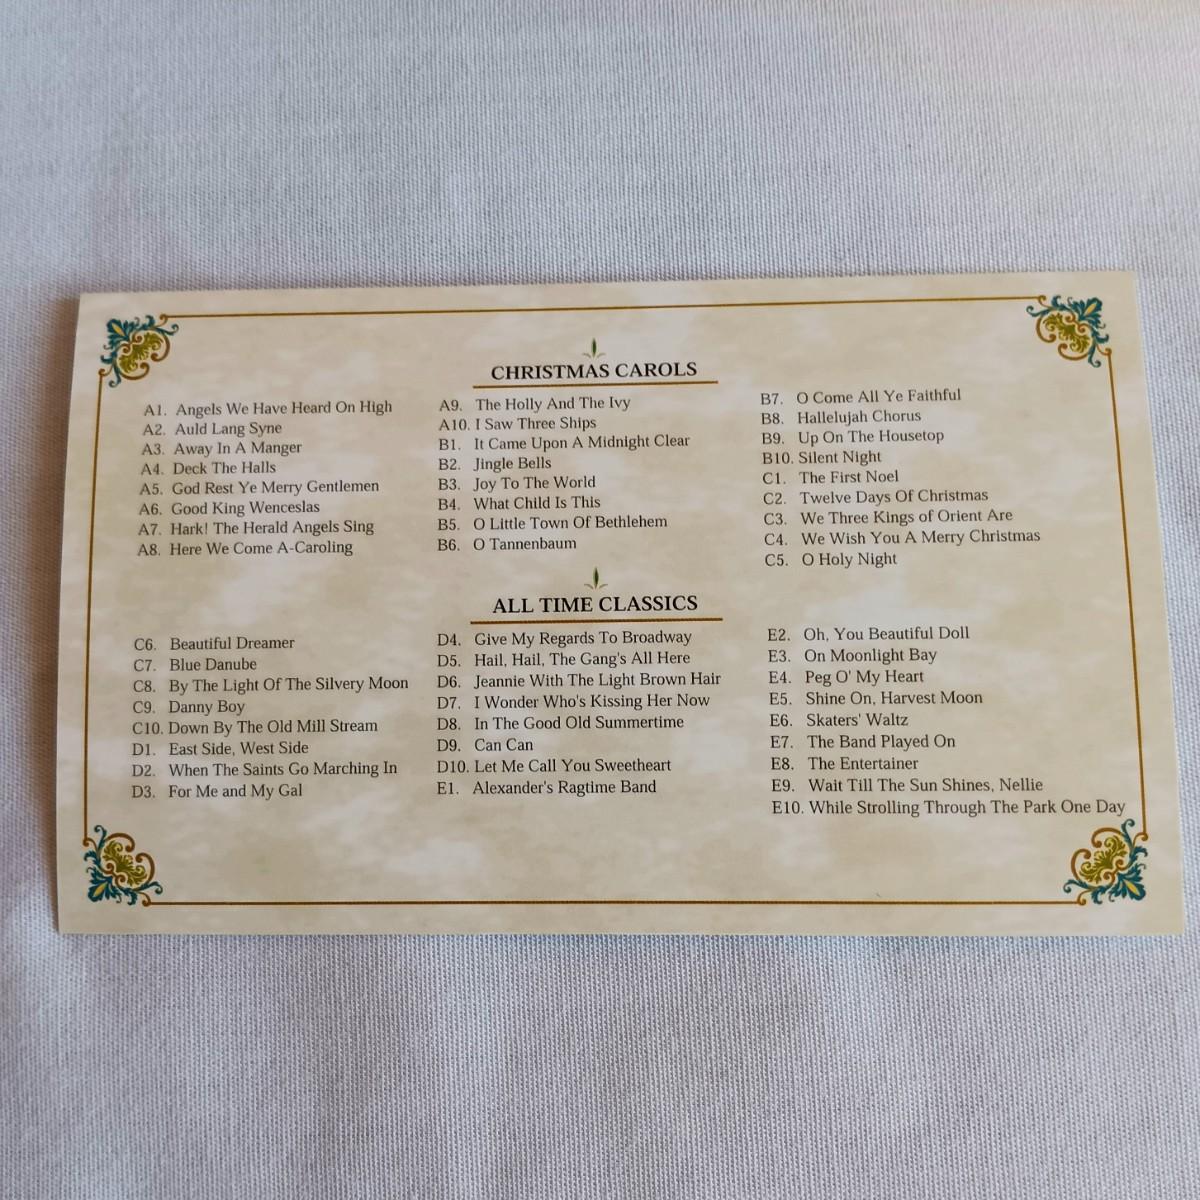 CHRISTMAS CAROLS
A1. Angels We Have Heard On High
A2. Auld Lang Syne
A3. Away In A Manger
A4. Deck The Halls
A5. God Rest Ye Merry Gentlemen
A6. Good King Wenceslas
A7. Hark! The Herald Angels Sing
A8. Here We Come A-Caroling
A9. The Holly And The Ivy
A10. I Saw Three Ships
B1. It Came Upon A Midnight Clear
B2. Jingle Bells
B3. Joy To The World
B4. What Child Is This
B5. O Little Town Of Bethlehem
B6. O Tannenbaum
B7. O Come All Ye Faithful
B8. Hallelujah Chorus
B9. Up On The Housetop
B10. Silent Night
C1. The First Noel
C2. Twelve Days Of Christmas
C3. We Three Kings of Orient Are
C4. We Wish You A Merry Christmas
C5. O Holy Night
ALL TIME CLASSICS
C6. Beautiful Dreamer
C7. Blue Danube
C8. By The Light Of The Silvery Moon
C9. Danny Boy
C10. Down By The Old Mill Stream
D1. East Side, West Side
D2. When The Saints Go Marching In
D3. For Me and My Gal
D4. Give My Regards To Broadway
D5. Hail, Hail, The Gang's All Here
D6. Jeannie With The Light Brown Hair
D7. I Wonder Who's Kissing Her Now
D8. In The Good Old Summertime
D9. Can Can
D10. Let Me Call You Sweetheart
E1. Alexander's Ragtime Band
E2. Oh, You Beautiful Doll
E3. On Moonlight Bay
E4. Peg O' My Heart
E5. Shine On, Harvest Moon
E6. Skaters' Waltz
E7. The Band Played On
E8. The Entertainer
E9. Wait Till The Sun Shines, Nellie
E10. While Strolling Through The Park One Day